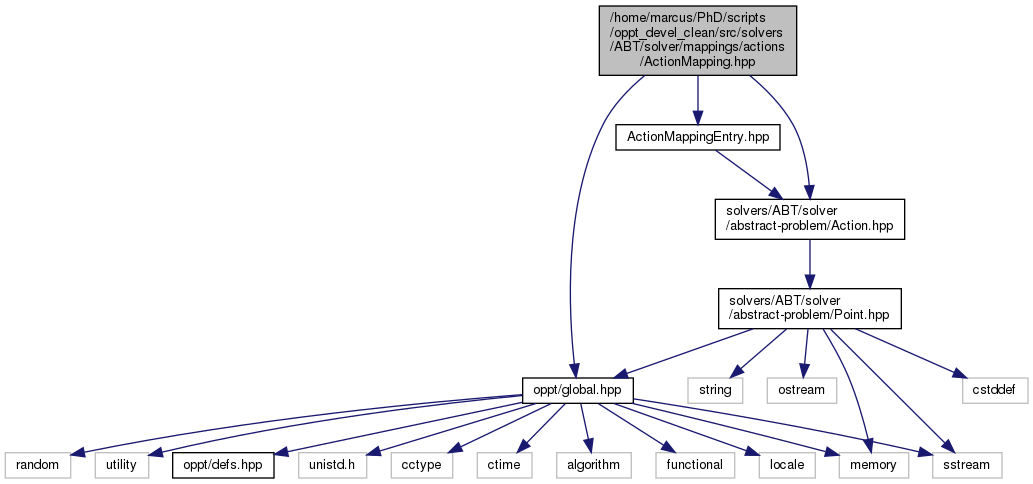 /home/marcus/PhD/scripts
/oppt_devel_clean/src/solvers
/ABT/solver/mappings/actions
/ActionMapping.hpp
ActionMappingEntry.hpp
solvers/ABT/solver
/abstract-problem/Action.hpp
solvers/ABT/solver
/abstract-problem/Point.hpp
oppt/global.hpp
string
ostream
cstddef
random
utility
oppt/defs.hpp
unistd.h
cctype
ctime
algorithm
functional
locale
memory
sstream